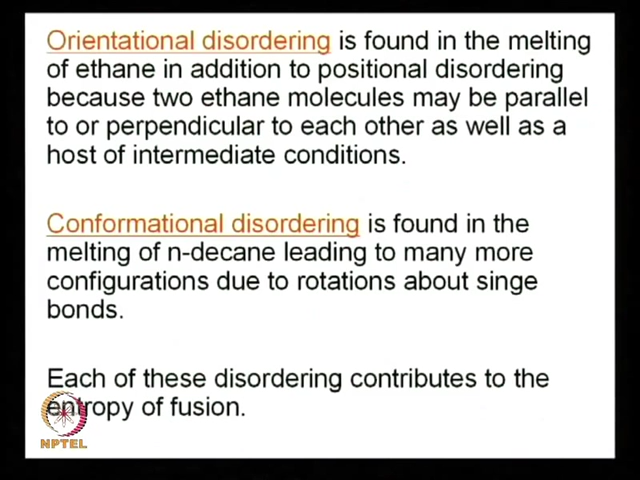 Orientational disordering is found in the melting
of ethane in addition to positional disordering
because two ethane molecules may be parallel
to or perpendicular to each other as well as a
host of intermediate conditions.
Conformational disordering is found in the
melting of n-decane leading to many more
configurations due to rotations about singe
bonds.
Each of these disordering contributes to the
entropy of fusion.
NPTEL